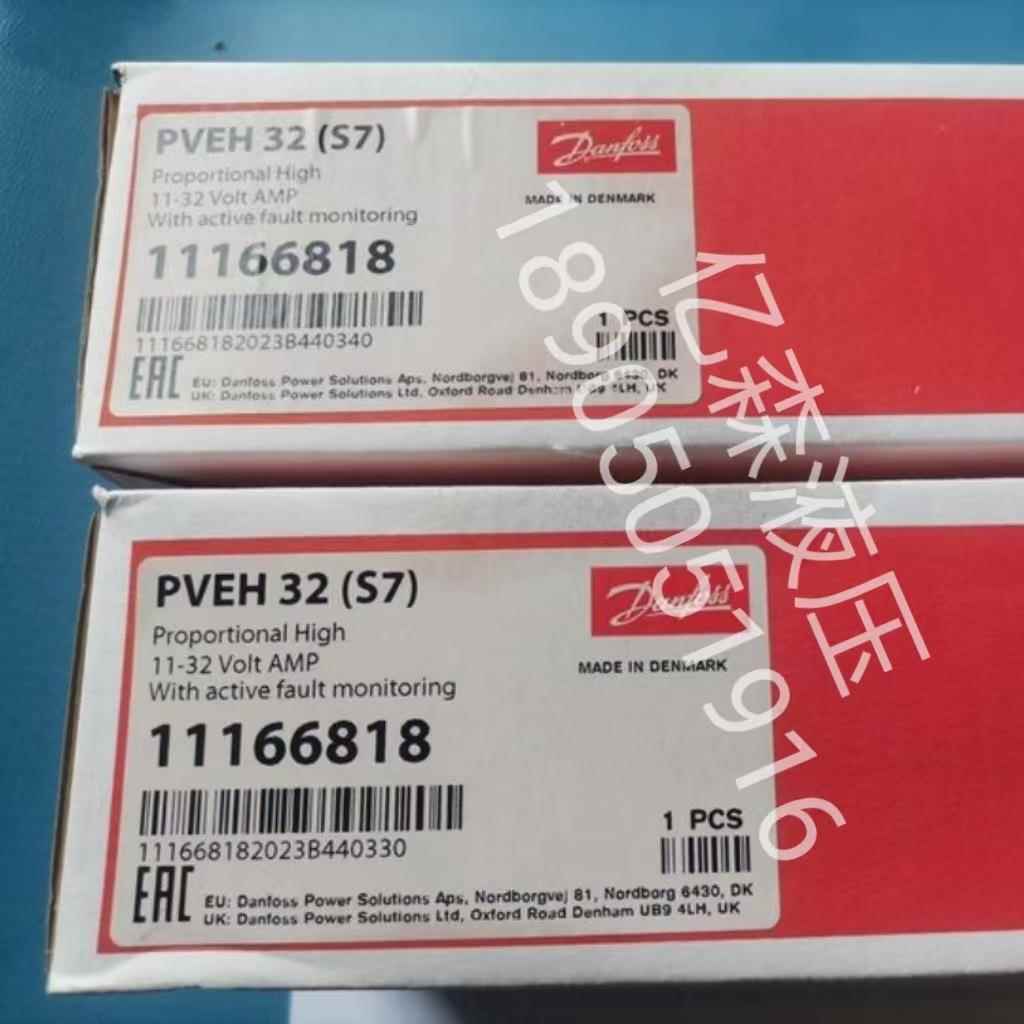 PVEH 32 (S7)
Proportional High
11-32 Volt AMP
With active fault monitoring
11166818
111668182023B440340
EAC
Danfoss
MADE IN DENMARK
1 PCS
EU: Danfoss Power Solutions Aps, Nordborgvej 81, Nordborg 6430, DK
UK: Danfoss Power Solutions Ltd, Oxford Road Denham UB9 4LH, UK
PVEH 32 (S7)
Proportional High
11-32 Volt AMP
With active fault monitoring
11166818
111668182023B440330
EAC
Danfoss
MADE IN DENMARK
1 PCS
EU: Danfoss Power Solutions Aps, Nordborgvej 81, Nordborg 6430, DK
UK: Danfoss Power Solutions Ltd, Oxford Road Denham UB9 4LH, UK
亿森液压
18905051916